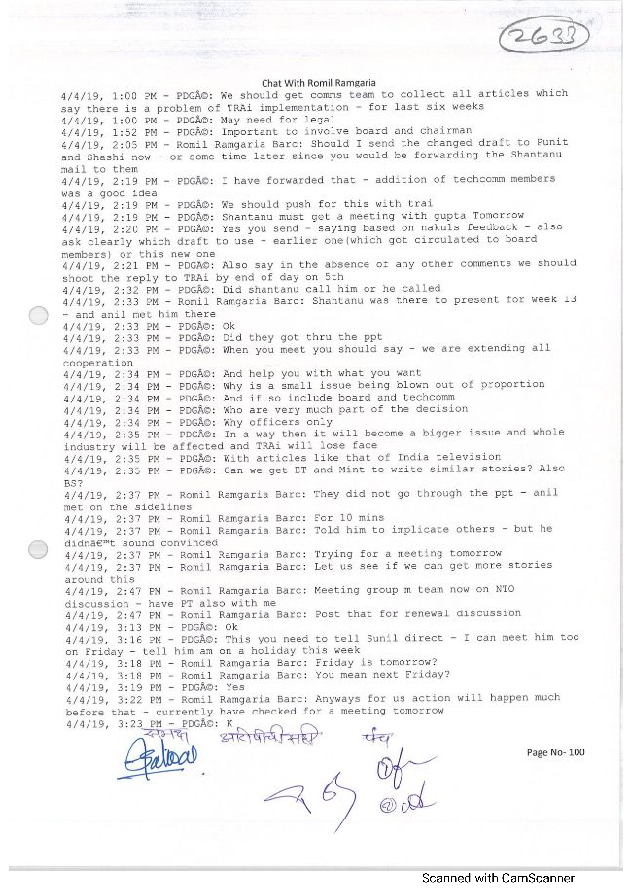 2633
Chat With Romil Ramgaria
4/4/19, 1:00 PM - PDGÃ©: We should get comms team to collect all articles which
say there is a problem of TRAi implementation - for last six weeks
4/4/19, 1:00 PM - PDGÃ©: May need for legal
4/4/19, 1:52 PM - PDGÃ©: Important to involve board and chairman
4/4/19, 2:05 PM - Romil Ramgaria Barc: Should I send the changed draft to Punit
and Shashi now - or some time later since you would be forwarding the Shantanu
mail to them
4/4/19, 2:19 PM - PDGÃ©: I have forwarded that - addition of techcomm members
was a good idea
4/4/19, 2:19 PM - PDGÃ©: We should push for this with trai
4/4/19, 2:19 PM - PDGÃ©: Shantanu must get a meeting with gupta Tomorrow
4/4/19, 2:20 PM - PDGÃ©: Yes you send - saying based on nakuls feedback - also
ask clearly which draft to use - earlier one(which got circulated to board
members) or this new one
4/4/19, 2:21 PM - PDGÃ©: Also say in the absence of any other comments we should
shoot the reply to TRAi by end of day on 5th
4/4/19, 2:32 PM - PDGÃ©: Did shantanu call him or he called
4/4/19, 2:33 PM - Romil Ramgaria Barc: Shantanu was there to present for week 13
- and anil met him there
4/4/19, 2:33 PM - PDGÃ©: Ok
4/4/19, 2:33 PM - PDGÃ©: Did they got thru the ppt
4/4/19, 2:33 PM - PDGÃ©: When you meet you should say - we are extending all
cooperation
4/4/19, 2:34 PM - PDGÃ©: And help you with what you want
4/4/19, 2:34 PM - PDGÃ©: Why is a small issue being blown out of proportion
4/4/19, 2:34 PM - PDGÃ©: And if so include board and techcomm
4/4/19, 2:34 PM - PDGÃ©: Who are very much part of the decision
4/4/19, 2:34 PM - PDGÃ©: Why officers only
4/4/19, 2:35 PM - PDGÃ©: In a way then it will become a bigger issue and whole
industry will be affected and TRAi will lose face
4/4/19, 2:35 PM - PDGÃ©: With articles like that of India television
4/4/19, 2:35 PM - PDGÃ©: Can we get ET and Mint to write similar stories? Also
BS?
4/4/19, 2:37 PM - Romil Ramgaria Barc: They did not go through the ppt - anil
met on the sidelines
4/4/19, 2:37 PM - Romil Ramgaria Barc: For 10 mins
4/4/19, 2:37 PM - Romil Ramgaria Barc: Told him to implicate others - but he
didnâ€™t sound convinced
4/4/19, 2:37 PM - Romil Ramgaria Barc: Trying for a meeting tomorrow
4/4/19, 2:37 PM - Romil Ramgaria Barc: Let us see if we can get more stories
around this
4/4/19, 2:47 PM - Romil Ramgaria Barc: Meeting group m team now on NTO
discussion - have PT also with me
4/4/19, 2:47 PM - Romil Ramgaria Barc: Post that for renewal discussion
4/4/19, 3:13 PM - PDGÃ©: Ok
4/4/19, 3:16 PM - PDGÃ©: This you need to tell Sunil direct - I can meet him too
on Friday - tell him am on a holiday this week
4/4/19, 3:18 PM - Romil Ramgaria Barc: Friday is tomorrow?
4/4/19, 3:18 PM - Romil Ramgaria Barc: You mean next Friday?
4/4/19, 3:19 PM - PDGÃ©: Yes
4/4/19, 3:22 PM - Romil Ramgaria Barc: Anyways for us action will happen much
before that - currently have checked for a meeting tomorrow
4/4/19, 3:23 PM - PDGÃ©: K
समक्ष आरोपीची सही पंच
①
②
Page No- 100
Scanned with CamScanner